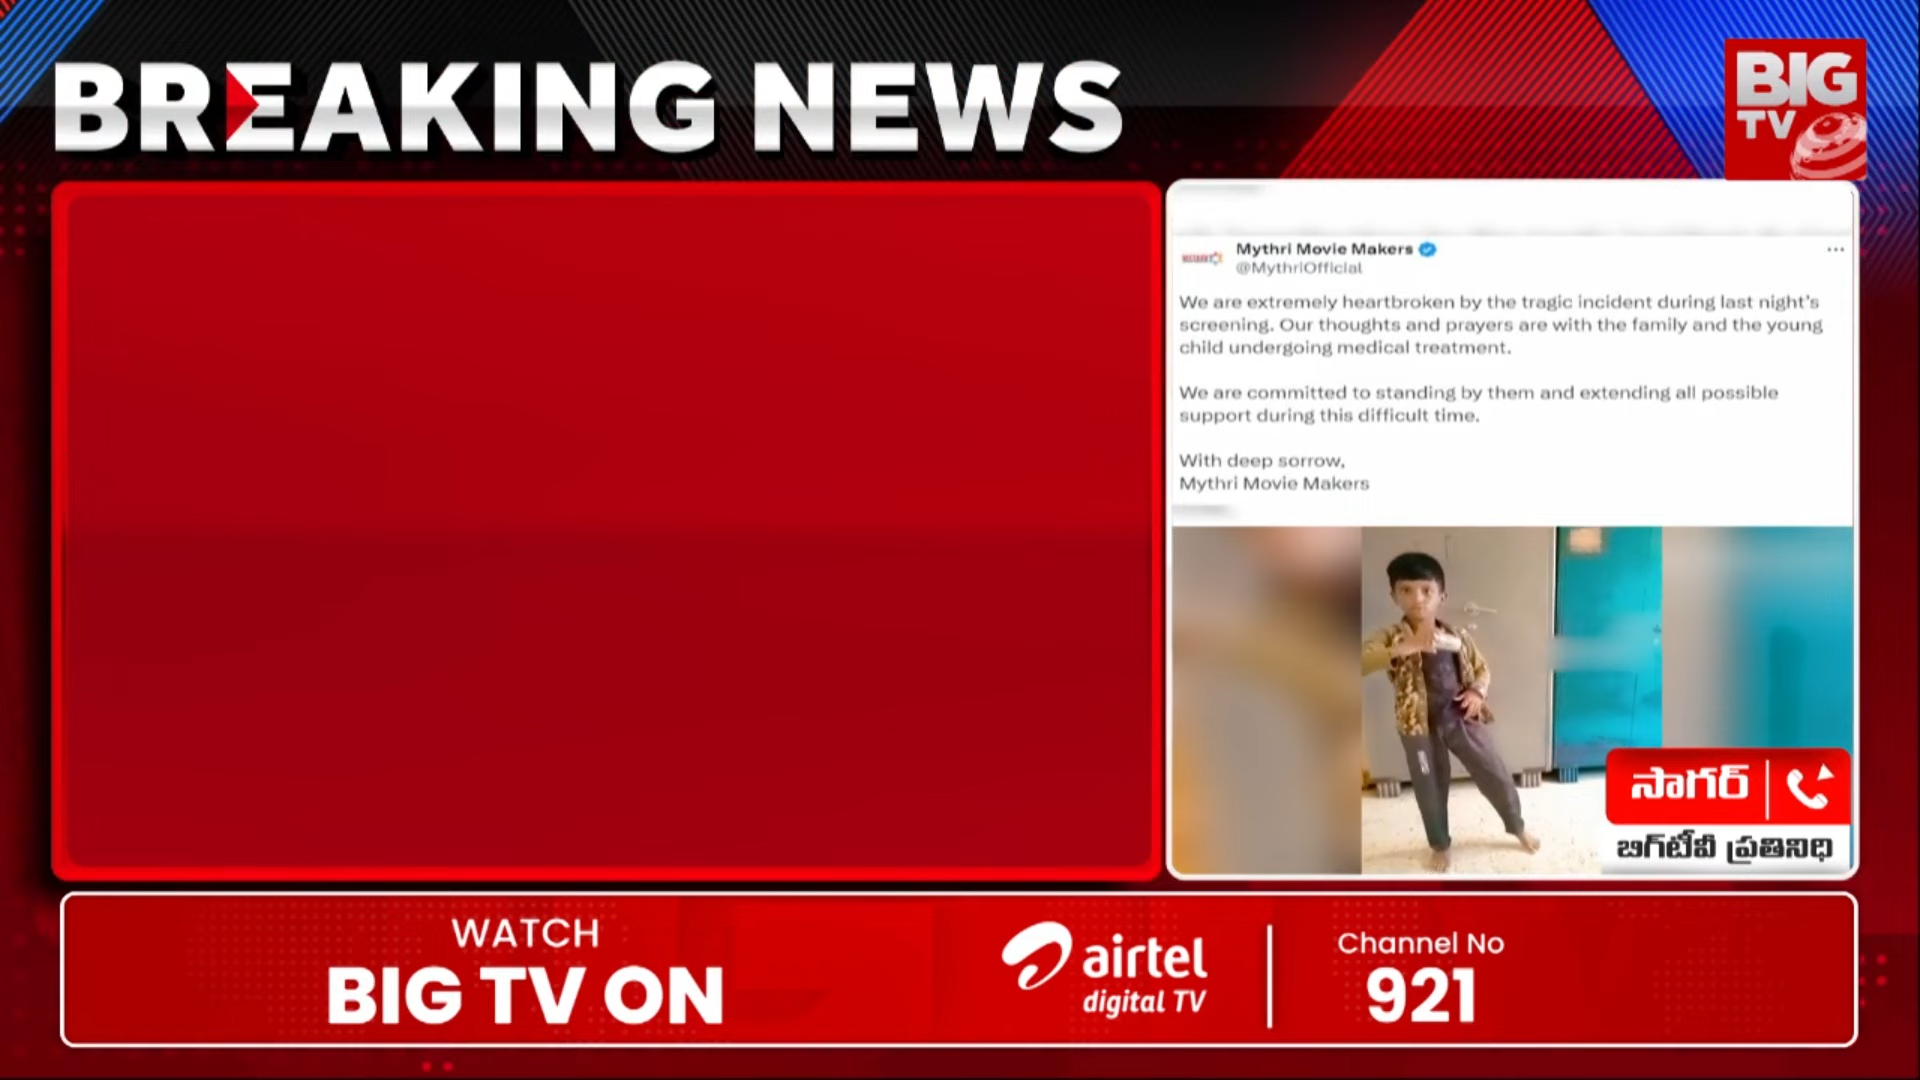 BREAKING NEWS
BIG
TV
Mythri Movie Makers
@MythriOfficial
We are extremely heartbroken by the tragic incident during last night's
screening. Our thoughts and prayers are with the family and the young
child undergoing medical treatment.
We are committed to standing by them and extending all possible
support during this difficult time.
With deep sorrow,
Mythri Movie Makers
సాగర్
బిగ్‌టీవీ ప్రతినిధి
WATCH
BIG TV ON
airtel
digital TV
Channel No
921